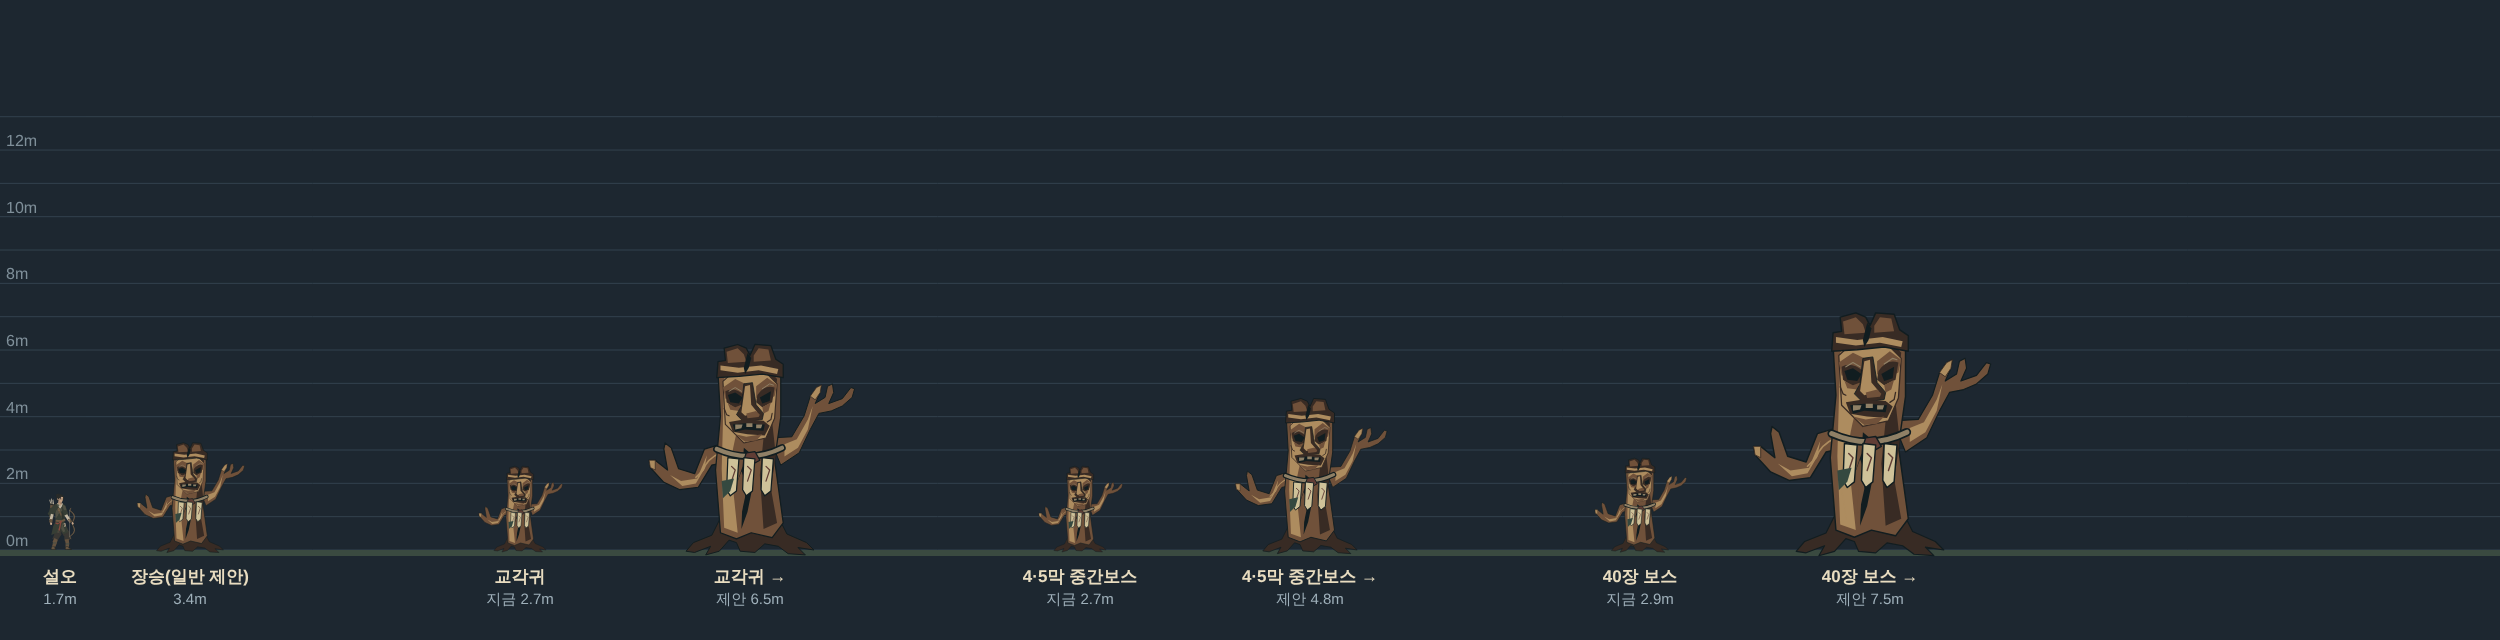 12m
10m
8m
6m
4m
2m
0m
설오
1.7m
장승(일반 제안)
3.4m
교각귀
지금 2.7m
교각귀 →
제안 6.5m
4·5막 중간보스
지금 2.7m
4·5막 중간보스 →
제안 4.8m
40장 보스
지금 2.9m
40장 보스 →
제안 7.5m